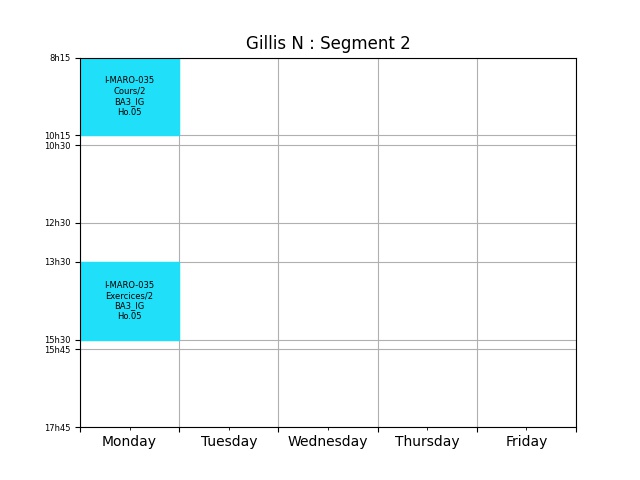 Gillis N : Segment 2
8h15
I-MARO-035
Cours/2
BA3_IG
Ho.05
10h15
10h30
12h30
13h30
I-MARO-035
Exercices/2
BA3_IG
Ho.05
15h30
15h45
17h45
Monday Tuesday Wednesday Thursday Friday